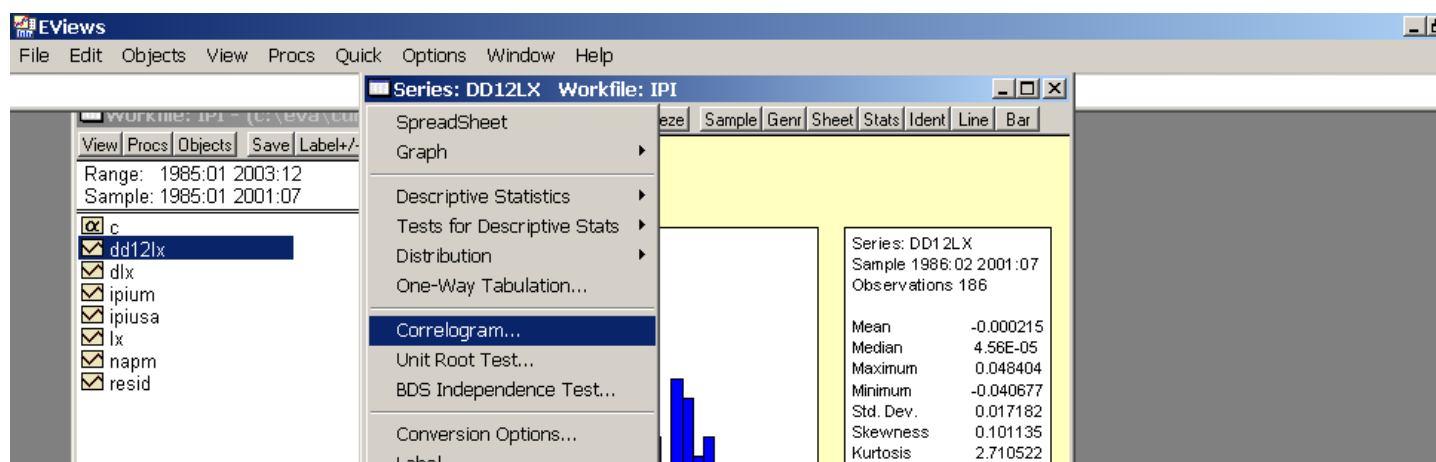 EViews
File Edit Objects View Procs Quick Options Window Help
Series: DD12LX Workfile: IPI
Workfile: IPI - (c:\eva\
View Procs Objects Save Label+/-
Range: 1985:01 2003:12
Sample: 1985:01 2001:07
c
dd12lx
dlx
ipium
ipiusa
lx
napm
resid
eze Sample Genr Sheet Stats Ident Line Bar
SpreadSheet
Graph
Descriptive Statistics
Tests for Descriptive Stats
Distribution
One-Way Tabulation...
Correlogram...
Unit Root Test...
BDS Independence Test...
Conversion Options...
Label
Series: DD12LX
Sample 1986:02 2001:07
Observations 186
Mean -0.000215
Median 4.56E-05
Maximum 0.048404
Minimum -0.040677
Std. Dev. 0.017182
Skewness 0.101135
Kurtosis 2.710522